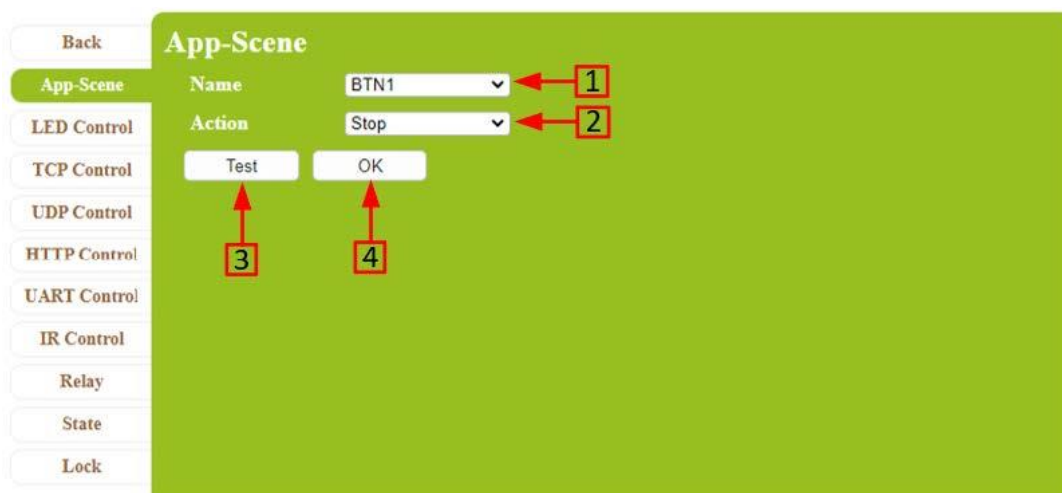 Back
App-Scene
LED Control
TCP Control
UDP Control
HTTP Control
UART Control
IR Control
Relay
State
Lock
App-Scene
Name BTN1 1
Action Stop 2
Test OK
3 4